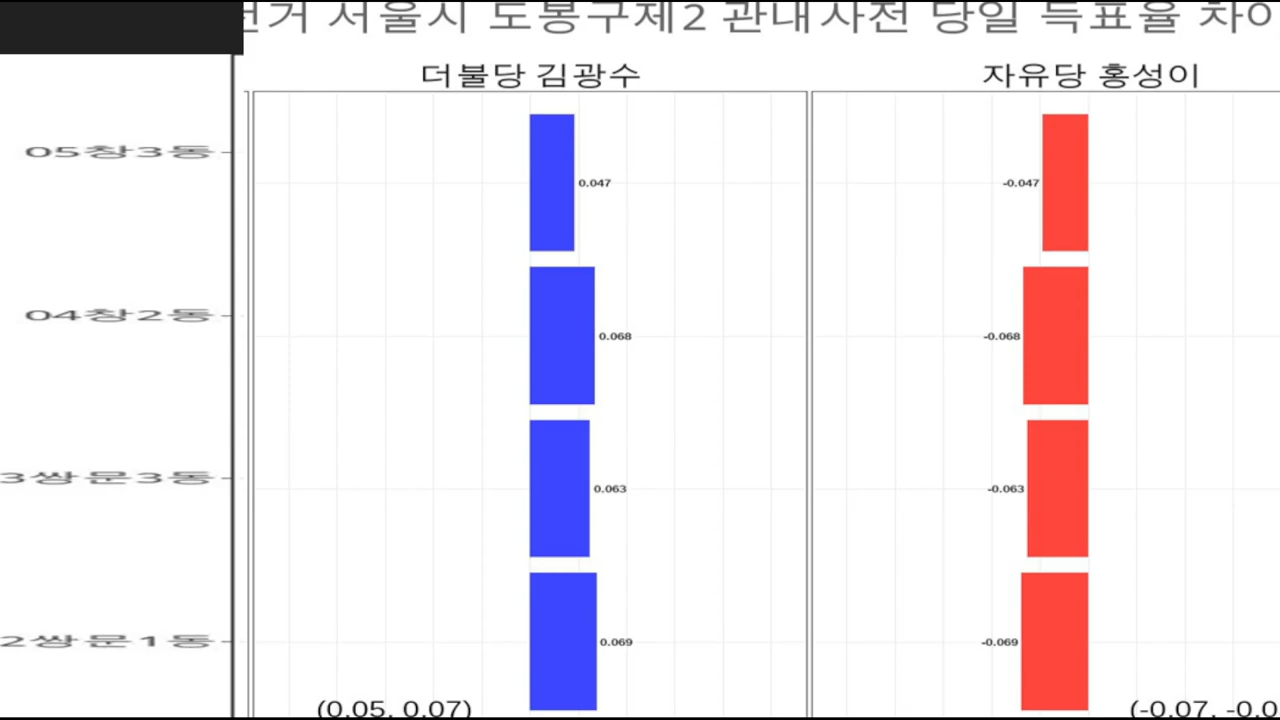 거 서울시 도봉구제2 관내사전 당일 득표율 차이
더불당 김광수
자유당 홍성이
05창3동
0.047
-0.047
04창2동
0.068
-0.068
3쌍문3동
0.063
-0.063
2쌍문1동
0.069
-0.069
(0.05, 0.07)
(-0.07, -0.0